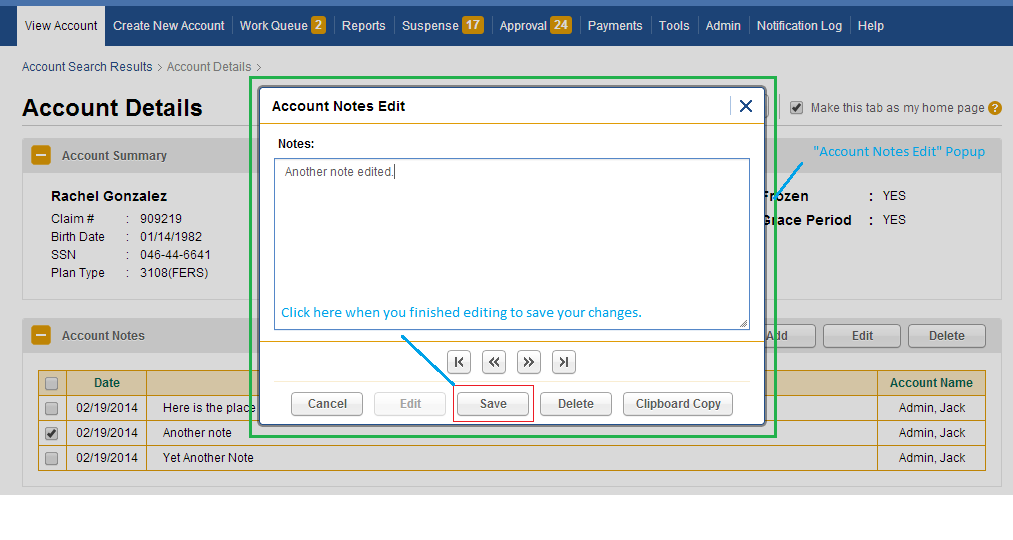 View Account Create New Account Work Queue 2 Reports Suspense 17 Approval 24 Payments Tools Admin Notification Log Help
Account Search Results > Account Details >
Account Details
Make this tab as my home page ?
Account Notes Edit
Notes:
Another note edited.
Click here when you finished editing to save your changes.
Cancel Edit Save Delete Clipboard Copy
"Account Notes Edit" Popup
Account Summary
Rachel Gonzalez
Claim # : 909219
Birth Date : 01/14/1982
SSN : 046-44-6641
Plan Type : 3108(FERS)
Frozen : YES
Grace Period : YES
Account Notes
Add Edit Delete
Date Account Name
02/19/2014 Here is the place Admin, Jack
02/19/2014 Another note Admin, Jack
02/19/2014 Yet Another Note Admin, Jack